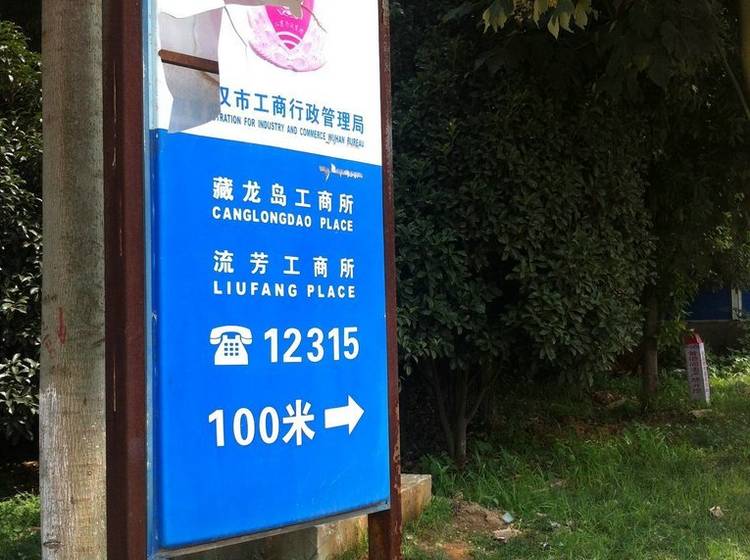 汉市工商行政管理局
TRATION FOR INDUSTRY AND COMMERCE WUHAN BUREAU
藏龙岛工商所
CANGLONGDAO PLACE
流芳工商所
LIUFANG PLACE
12315
100米